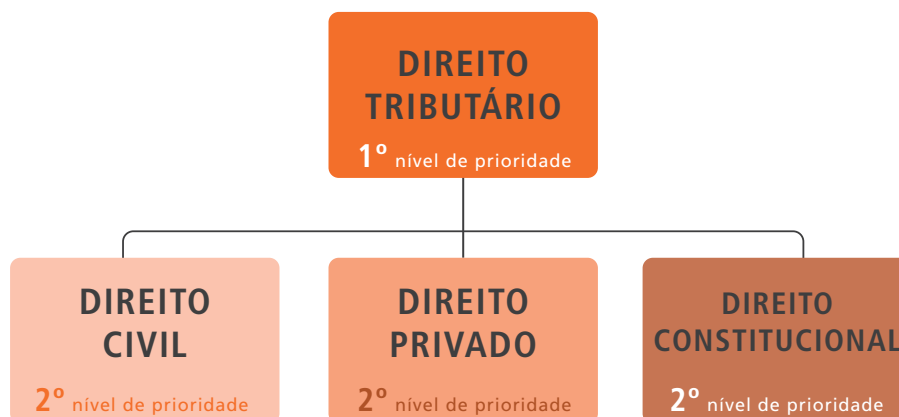 DIREITO
TRIBUTÁRIO
1º nível de prioridade
DIREITO
CIVIL
2º nível de prioridade
DIREITO
PRIVADO
2º nível de prioridade
DIREITO
CONSTITUCIONAL
2º nível de prioridade